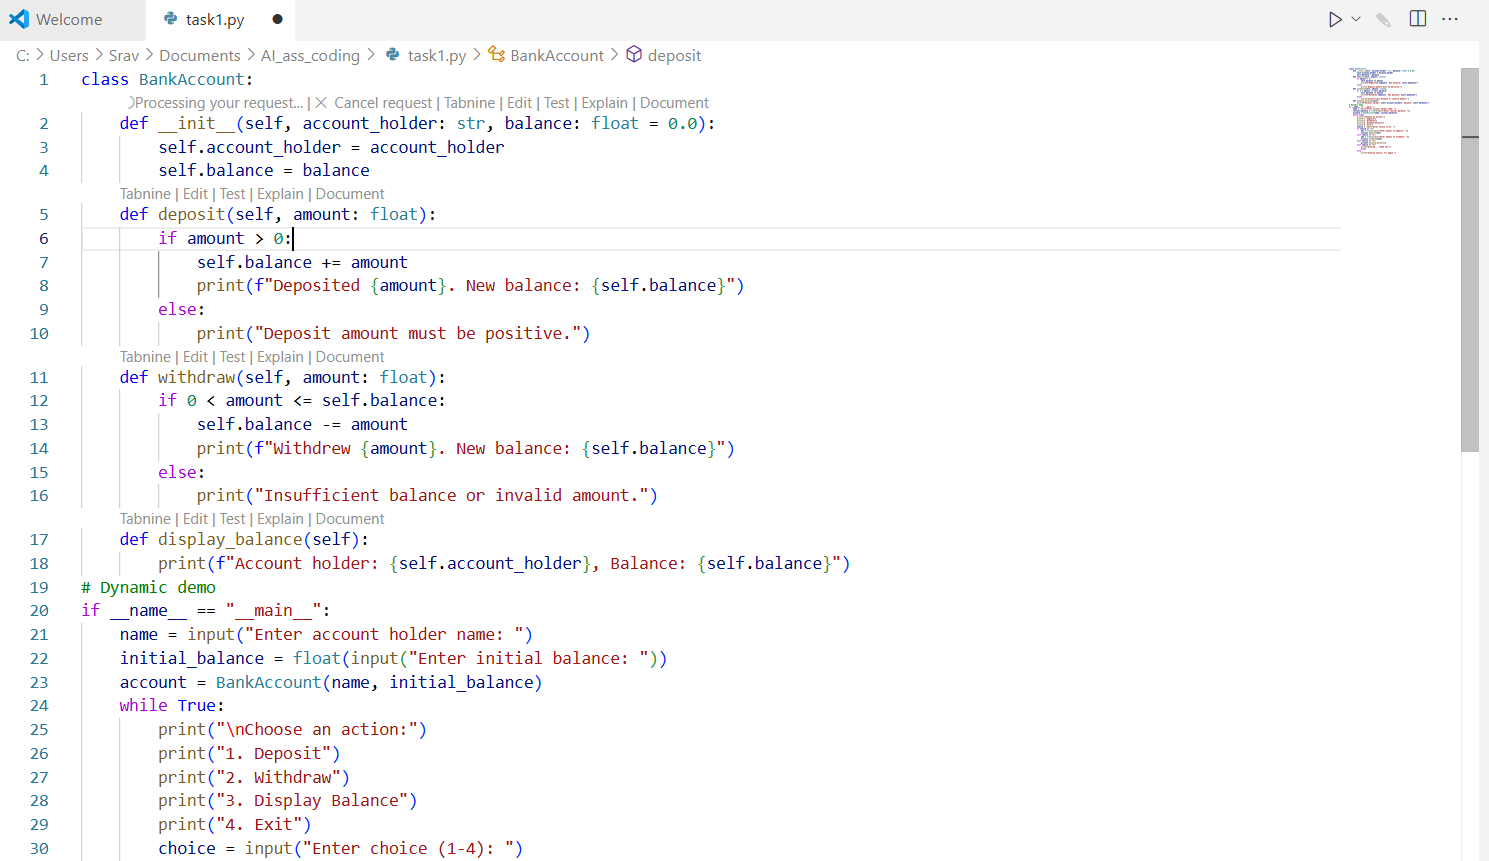 Welcome
task1.py
C: > Users > Srav > Documents > AI_ass_coding > task1.py > BankAccount > deposit
1 class BankAccount:
Processing your request... | × Cancel request | Tabnine | Edit | Test | Explain | Document
2 def __init__(self, account_holder: str, balance: float = 0.0):
3 self.account_holder = account_holder
4 self.balance = balance
Tabnine | Edit | Test | Explain | Document
5 def deposit(self, amount: float):
6 if amount > 0:
7 self.balance += amount
8 print(f"Deposited {amount}. New balance: {self.balance}")
9 else:
10 print("Deposit amount must be positive.")
Tabnine | Edit | Test | Explain | Document
11 def withdraw(self, amount: float):
12 if 0 < amount <= self.balance:
13 self.balance -= amount
14 print(f"Withdrew {amount}. New balance: {self.balance}")
15 else:
16 print("Insufficient balance or invalid amount.")
Tabnine | Edit | Test | Explain | Document
17 def display_balance(self):
18 print(f"Account holder: {self.account_holder}, Balance: {self.balance}")
19 # Dynamic demo
20 if __name__ == "__main__":
21 name = input("Enter account holder name: ")
22 initial_balance = float(input("Enter initial balance: "))
23 account = BankAccount(name, initial_balance)
24 while True:
25 print("\nChoose an action:")
26 print("1. Deposit")
27 print("2. Withdraw")
28 print("3. Display Balance")
29 print("4. Exit")
30 choice = input("Enter choice (1-4): ")